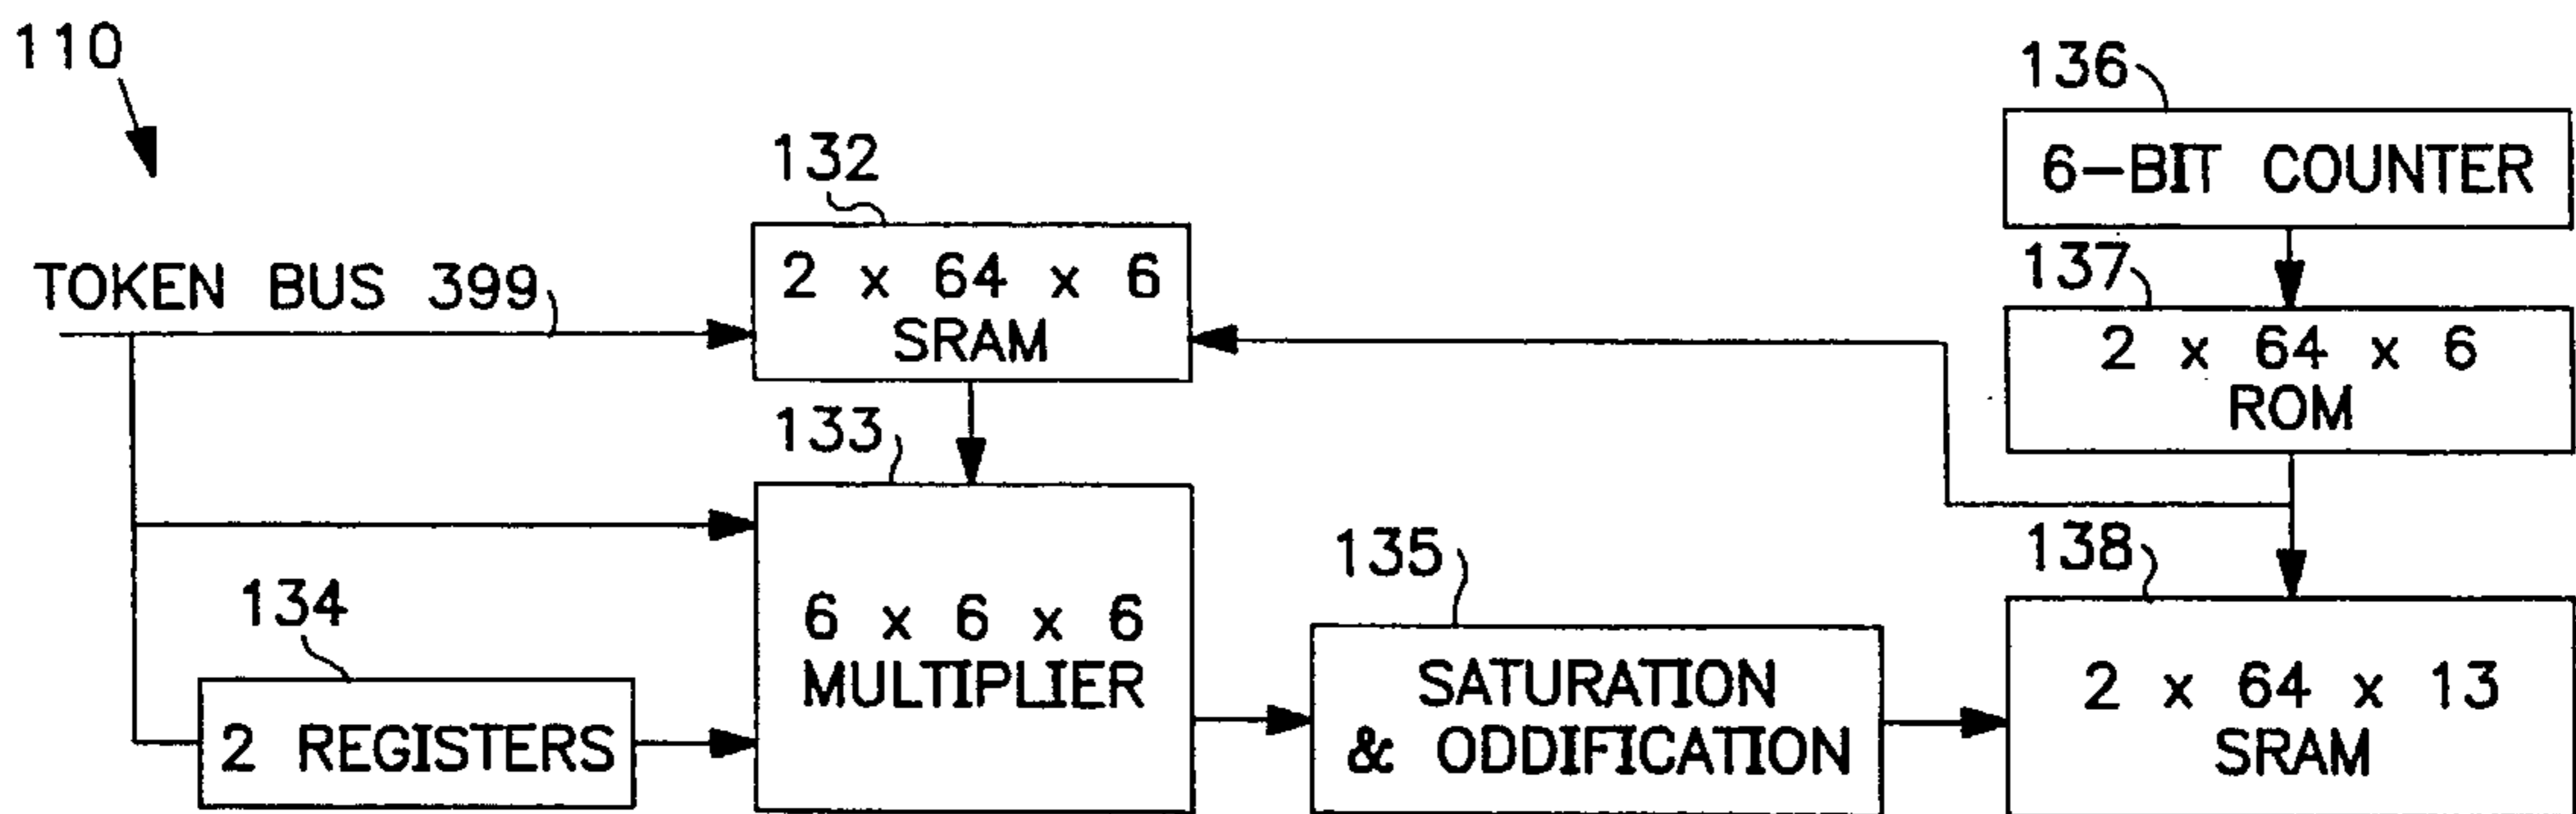 110
136
6-BIT COUNTER
132
2 x 64 x 6
SRAM
137
2 x 64 x 6
ROM
TOKEN BUS 399
133
6 x 6 x 6
MULTIPLIER
134
2 REGISTERS
135
SATURATION
& ODDIFICATION
138
2 x 64 x 13
SRAM